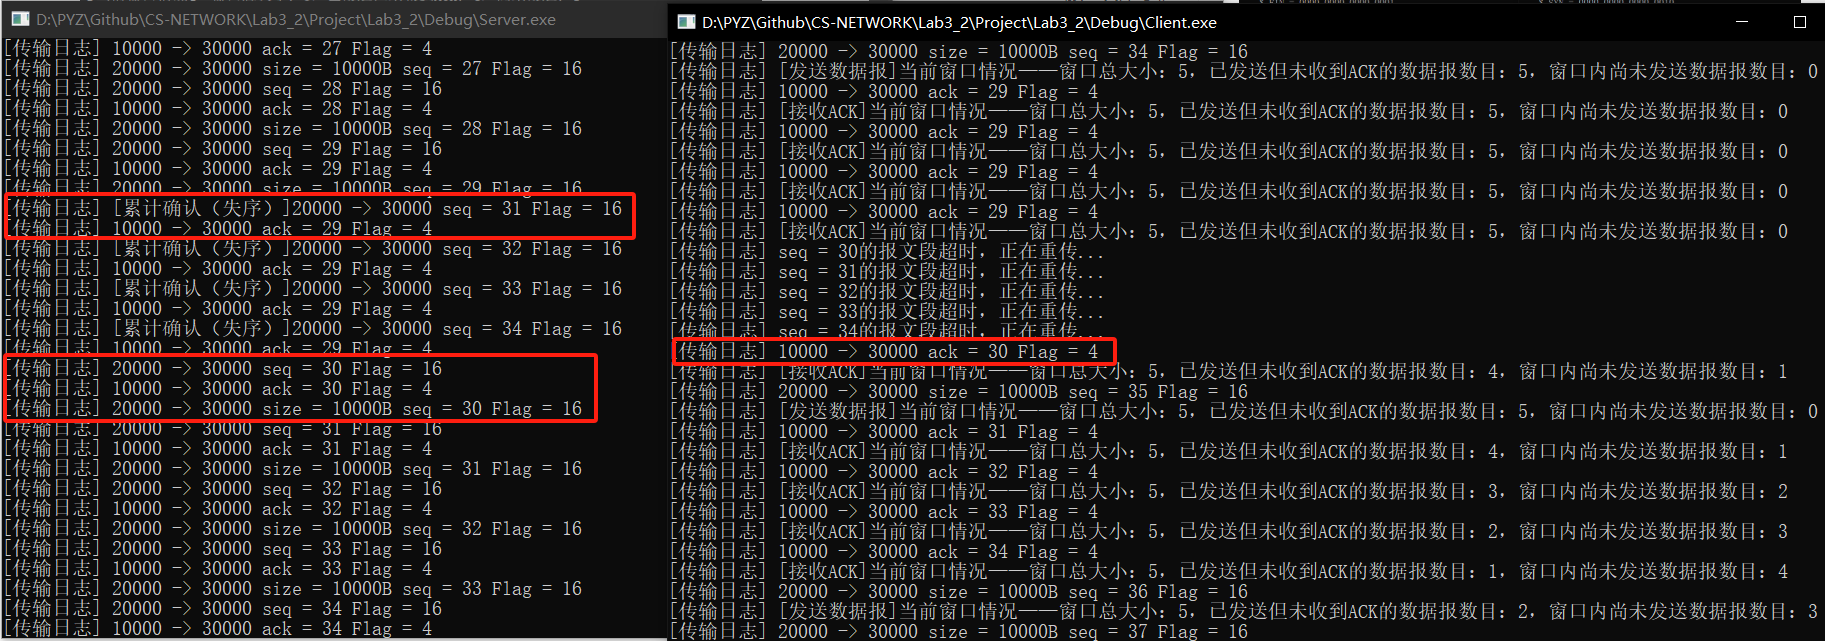 D:\PYZ\Github\CS-NETWORK\Lab3_2\Project\Lab3_2\Debug\Server.exe
[传输日志] 10000 -> 30000 ack = 27 Flag = 4
[传输日志] 20000 -> 30000 size = 10000B seq = 27 Flag = 16
[传输日志] 20000 -> 30000 seq = 28 Flag = 16
[传输日志] 10000 -> 30000 ack = 28 Flag = 4
[传输日志] 20000 -> 30000 size = 10000B seq = 28 Flag = 16
[传输日志] 20000 -> 30000 seq = 29 Flag = 16
[传输日志] 10000 -> 30000 ack = 29 Flag = 4
[传输日志] 20000 -> 30000 size = 10000B seq = 29 Flag = 16
[传输日志] [累计确认（失序）]20000 -> 30000 seq = 31 Flag = 16
[传输日志] 10000 -> 30000 ack = 29 Flag = 4
[传输日志] [累计确认（失序）]20000 -> 30000 seq = 32 Flag = 16
[传输日志] 10000 -> 30000 ack = 29 Flag = 4
[传输日志] [累计确认（失序）]20000 -> 30000 seq = 33 Flag = 16
[传输日志] 10000 -> 30000 ack = 29 Flag = 4
[传输日志] [累计确认（失序）]20000 -> 30000 seq = 34 Flag = 16
[传输日志] 10000 -> 30000 ack = 29 Flag = 4
[传输日志] 20000 -> 30000 seq = 30 Flag = 16
[传输日志] 10000 -> 30000 ack = 30 Flag = 4
[传输日志] 20000 -> 30000 size = 10000B seq = 30 Flag = 16
[传输日志] 20000 -> 30000 seq = 31 Flag = 16
[传输日志] 10000 -> 30000 ack = 31 Flag = 4
[传输日志] 20000 -> 30000 size = 10000B seq = 31 Flag = 16
[传输日志] 20000 -> 30000 seq = 32 Flag = 16
[传输日志] 10000 -> 30000 ack = 32 Flag = 4
[传输日志] 20000 -> 30000 size = 10000B seq = 32 Flag = 16
[传输日志] 20000 -> 30000 seq = 33 Flag = 16
[传输日志] 10000 -> 30000 ack = 33 Flag = 4
[传输日志] 20000 -> 30000 size = 10000B seq = 33 Flag = 16
[传输日志] 20000 -> 30000 seq = 34 Flag = 16
[传输日志] 10000 -> 30000 ack = 34 Flag = 4
D:\PYZ\Github\CS-NETWORK\Lab3_2\Project\Lab3_2\Debug\Client.exe
[传输日志] 20000 -> 30000 size = 10000B seq = 34 Flag = 16
[传输日志] [发送数据报]当前窗口情况——窗口总大小：5，已发送但未收到ACK的数据报数目：5，窗口内尚未发送数据报数目：0
[传输日志] 10000 -> 30000 ack = 29 Flag = 4
[传输日志] [接收ACK]当前窗口情况——窗口总大小：5，已发送但未收到ACK的数据报数目：5，窗口内尚未发送数据报数目：0
[传输日志] 10000 -> 30000 ack = 29 Flag = 4
[传输日志] [接收ACK]当前窗口情况——窗口总大小：5，已发送但未收到ACK的数据报数目：5，窗口内尚未发送数据报数目：0
[传输日志] 10000 -> 30000 ack = 29 Flag = 4
[传输日志] [接收ACK]当前窗口情况——窗口总大小：5，已发送但未收到ACK的数据报数目：5，窗口内尚未发送数据报数目：0
[传输日志] 10000 -> 30000 ack = 29 Flag = 4
[传输日志] [接收ACK]当前窗口情况——窗口总大小：5，已发送但未收到ACK的数据报数目：5，窗口内尚未发送数据报数目：0
[传输日志] seq = 30的报文段超时，正在重传...
[传输日志] seq = 31的报文段超时，正在重传...
[传输日志] seq = 32的报文段超时，正在重传...
[传输日志] seq = 33的报文段超时，正在重传...
[传输日志] seq = 34的报文段超时，正在重传...
[传输日志] 10000 -> 30000 ack = 30 Flag = 4
[传输日志] [接收ACK]当前窗口情况——窗口总大小：5，已发送但未收到ACK的数据报数目：4，窗口内尚未发送数据报数目：1
[传输日志] 20000 -> 30000 size = 10000B seq = 35 Flag = 16
[传输日志] [发送数据报]当前窗口情况——窗口总大小：5，已发送但未收到ACK的数据报数目：5，窗口内尚未发送数据报数目：0
[传输日志] 10000 -> 30000 ack = 31 Flag = 4
[传输日志] [接收ACK]当前窗口情况——窗口总大小：5，已发送但未收到ACK的数据报数目：4，窗口内尚未发送数据报数目：1
[传输日志] 10000 -> 30000 ack = 32 Flag = 4
[传输日志] [接收ACK]当前窗口情况——窗口总大小：5，已发送但未收到ACK的数据报数目：3，窗口内尚未发送数据报数目：2
[传输日志] 10000 -> 30000 ack = 33 Flag = 4
[传输日志] [接收ACK]当前窗口情况——窗口总大小：5，已发送但未收到ACK的数据报数目：2，窗口内尚未发送数据报数目：3
[传输日志] 10000 -> 30000 ack = 34 Flag = 4
[传输日志] [接收ACK]当前窗口情况——窗口总大小：5，已发送但未收到ACK的数据报数目：1，窗口内尚未发送数据报数目：4
[传输日志] 20000 -> 30000 size = 10000B seq = 36 Flag = 16
[传输日志] [发送数据报]当前窗口情况——窗口总大小：5，已发送但未收到ACK的数据报数目：2，窗口内尚未发送数据报数目：3
[传输日志] 20000 -> 30000 size = 10000B seq = 37 Flag = 16